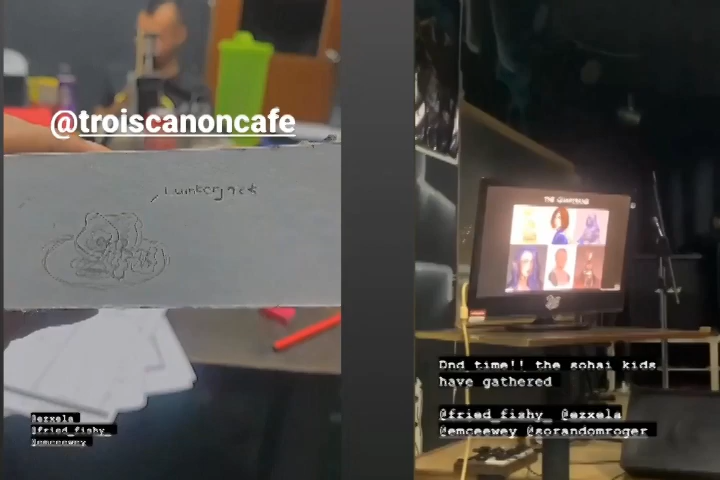 @troiscanoncafe
@ezxela
@fried_fishy_
@emceewey
THE GUARDIANS
Dnd time!! the sohai kids
have gathered
@fried_fishy_ @ezxela
@emceewey @sorandomroger